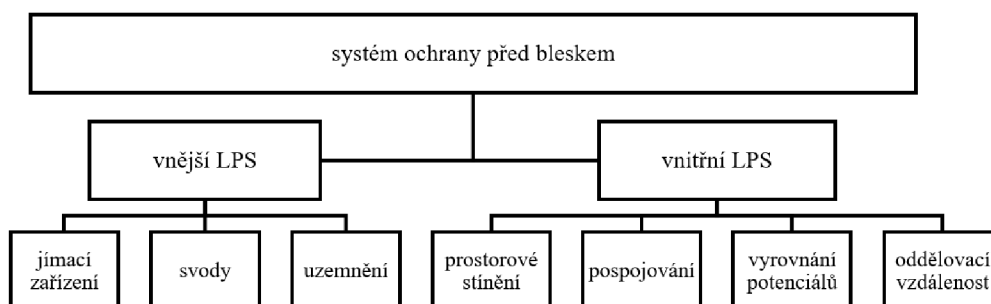 systém ochrany před bleskem
vnější LPS
vnitřní LPS
jímací
zařízení
svody
uzemnění
prostorové
stínění
pospojování
vyrovnání
potenciálů
oddělovací
vzdálenost